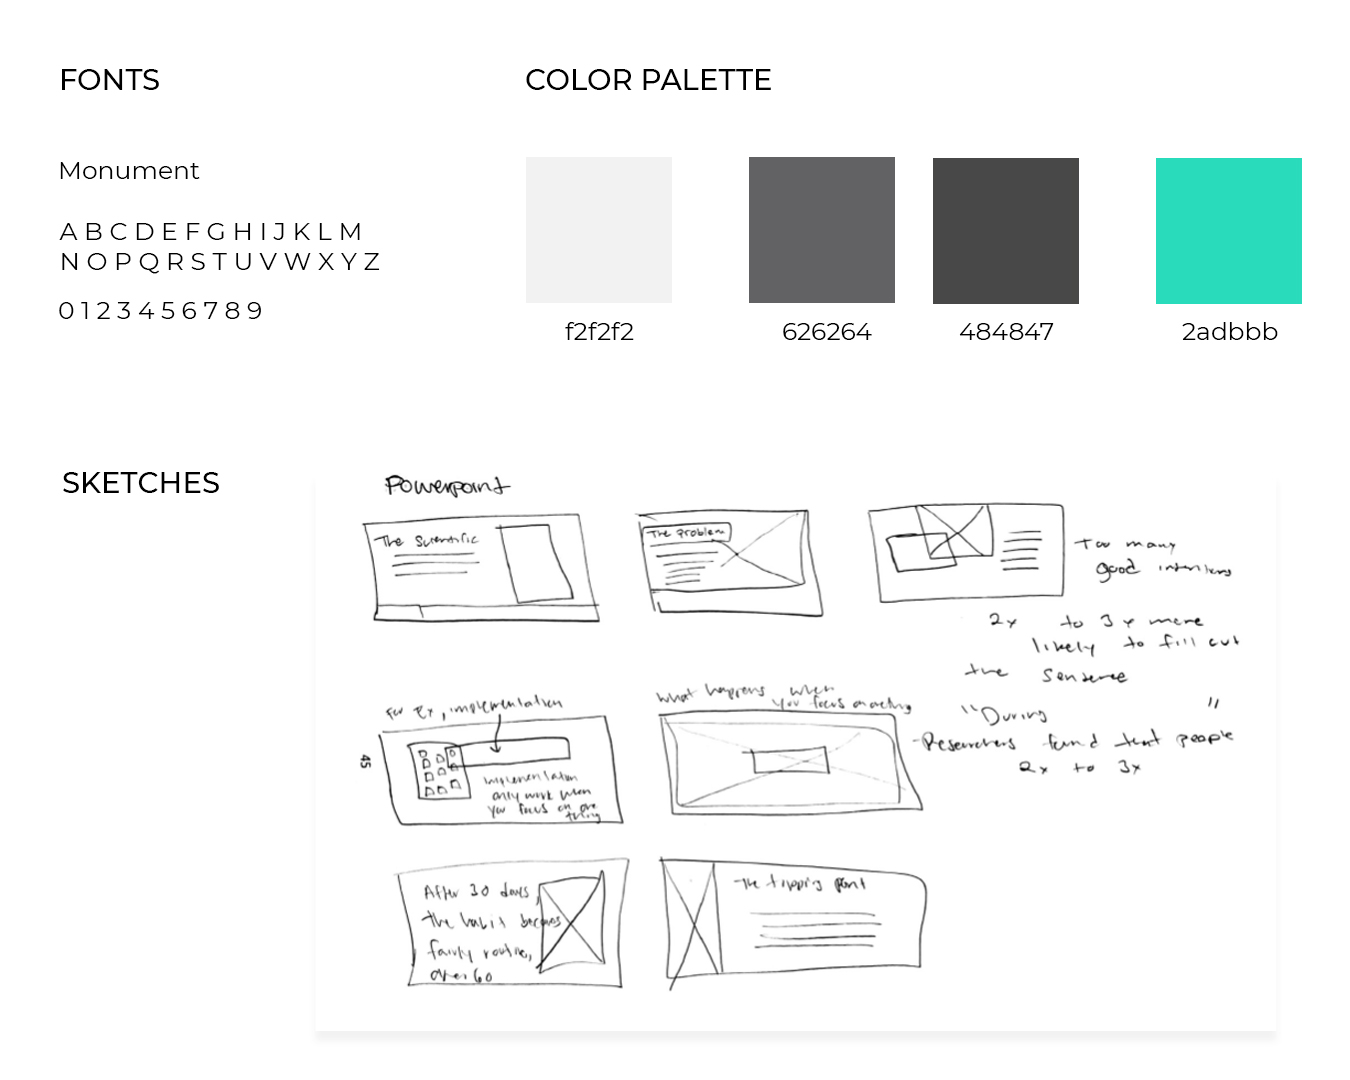 FONTS
COLOR PALETTE
Monument
A B C D E F G H I J K L M
N O P Q R S T U V W X Y Z
0 1 2 3 4 5 6 7 8 9
f2f2f2
626264
484847
2adbbb
SKETCHES
Powerpoint
The Scientific
The Problem
Too many
good intentions
2x to 3x more
likely to fill out
the sentence
"During "
Researchers found that people
2x to 3x
For Ex, implementation
45
implementation
only work when
you focus on one
thing
What happens when
you focus on acting
After 30 days,
the habit becomes
fairly routine,
over 60
The tipping point